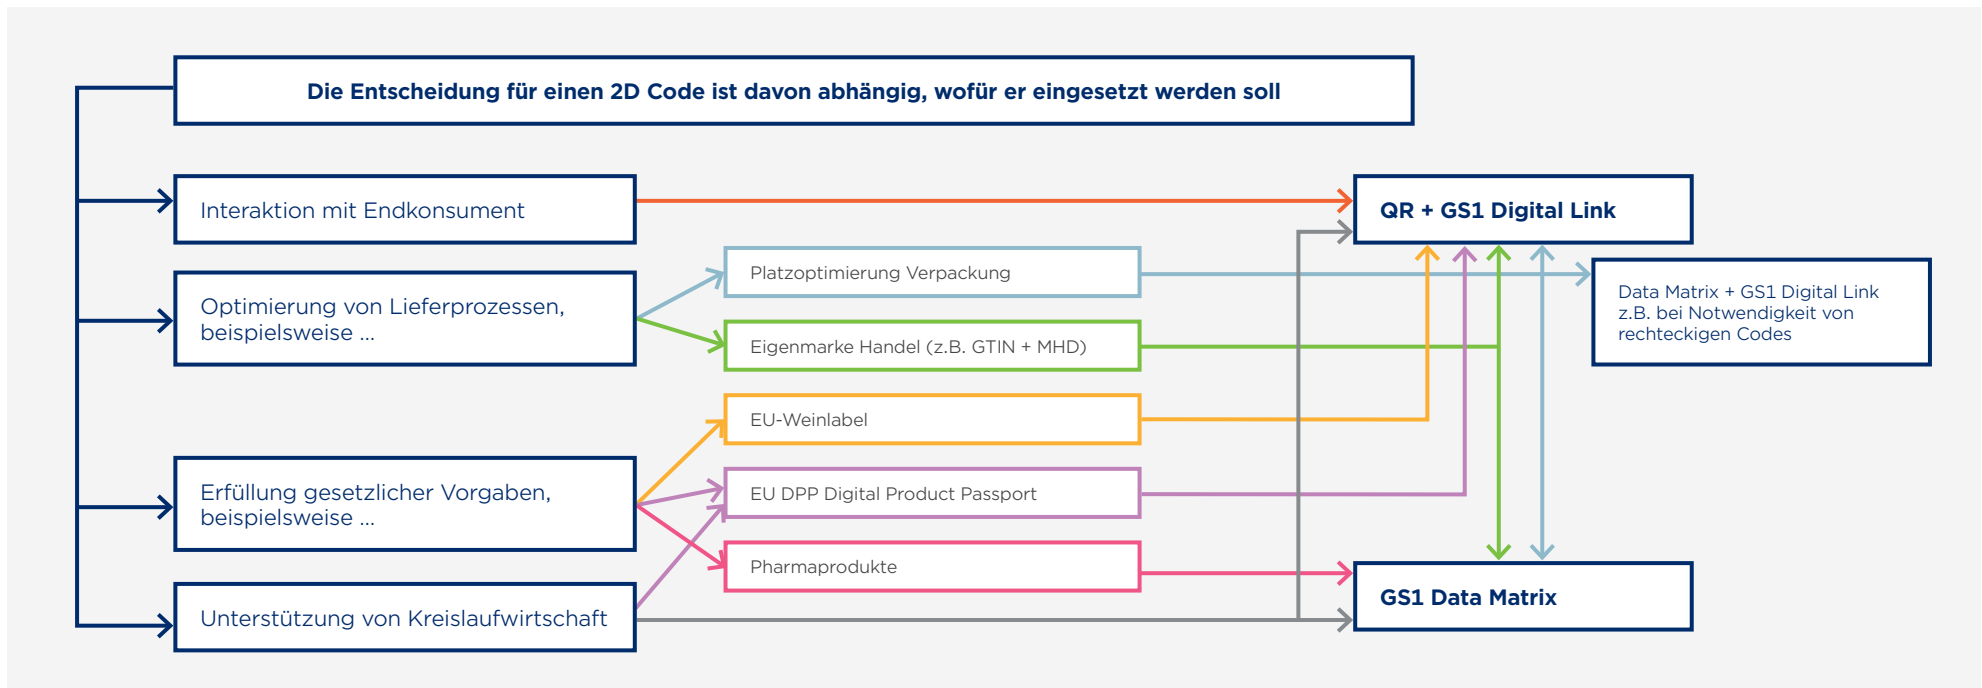 Die Entscheidung für einen 2D Code ist davon abhängig, wofür er eingesetzt werden soll
Interaktion mit Endkonsument
QR + GS1 Digital Link
Optimierung von Lieferprozessen,
beispielsweise ...
Platzoptimierung Verpackung
Data Matrix + GS1 Digital Link
z.B. bei Notwendigkeit von
rechteckigen Codes
Eigenmarke Handel (z.B. GTIN + MHD)
EU-Weinlabel
Erfüllung gesetzlicher Vorgaben,
beispielsweise ...
EU DPP Digital Product Passport
Pharmaprodukte
GS1 Data Matrix
Unterstützung von Kreislaufwirtschaft